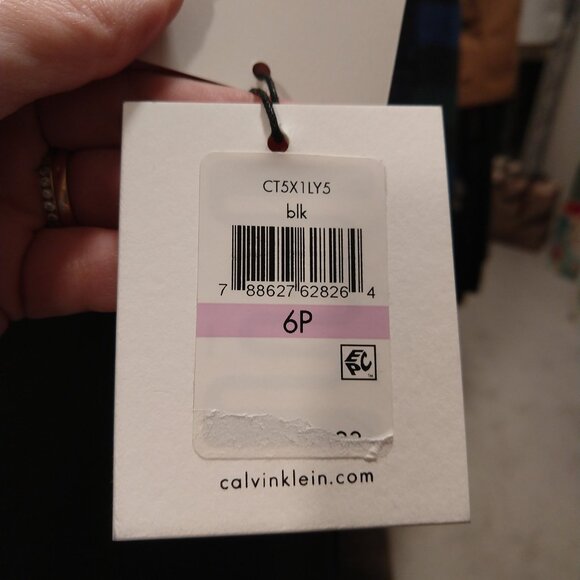 CT5X1LY5
blk
7 88627 62826 4
6P
EPC
calvinklein.com